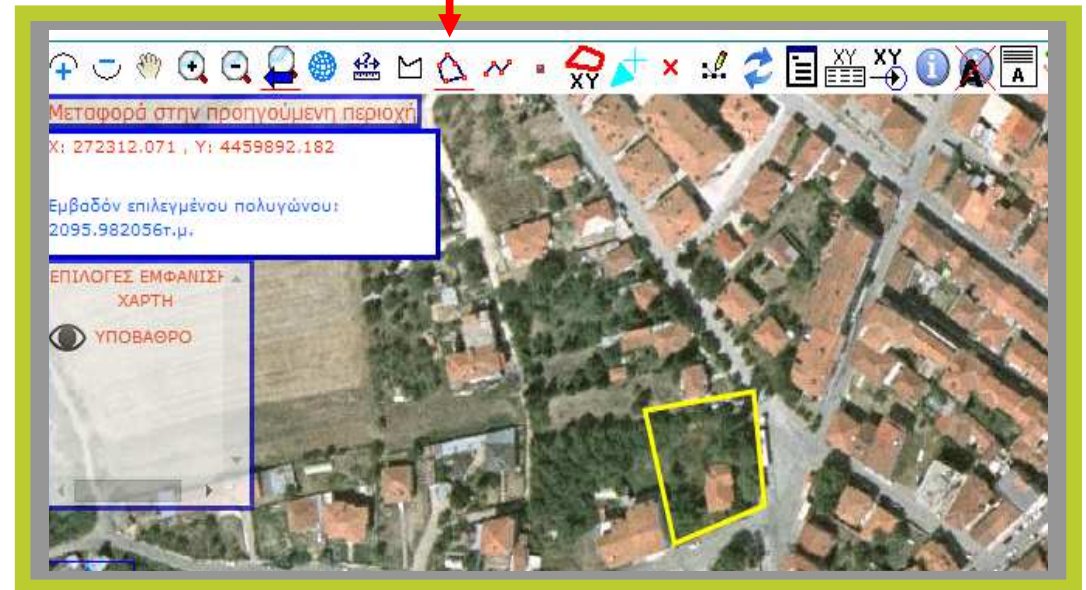 XY
XY
XY
A
A
Μεταφορά στην προηγούμενη περιοχή
X: 272312.071 , Y: 4459892.182
Εμβαδόν επιλεγμένου πολυγώνου:
2095.982056τ.μ.
ΕΠΙΛΟΓΕΣ ΕΜΦΑΝΙΣΗ
ΧΑΡΤΗ
ΥΠΟΒΑΘΡΟ